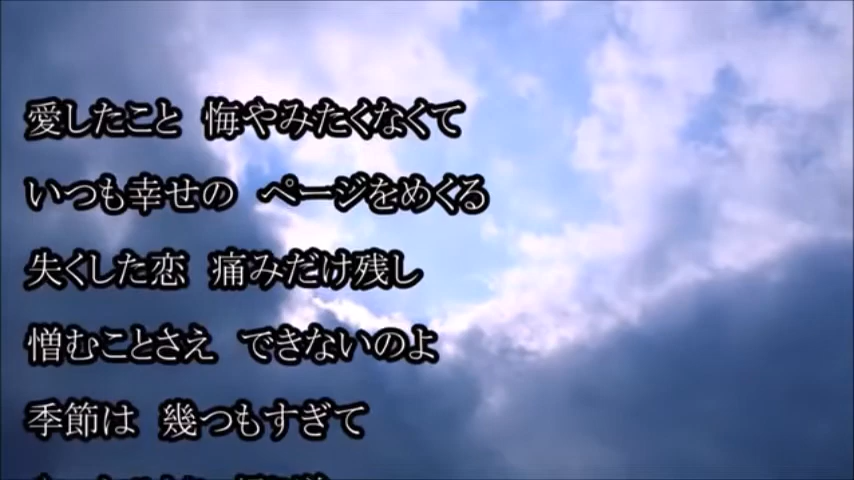 愛したこと　悔やみたくなくて
いつも幸せの　ページをめくる
失くした恋　痛みだけ残し
憎むことさえ　できないのよ
季節は　幾つもすぎて